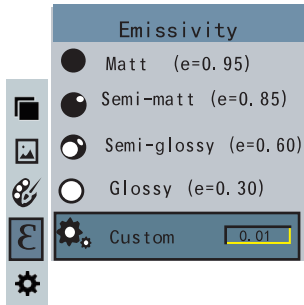 Emissivity
Matt (e=0.95)
Semi-matt (e=0.85)
Semi-glossy (e=0.60)
Glossy (e=0.30)
ε
Custom 0.01